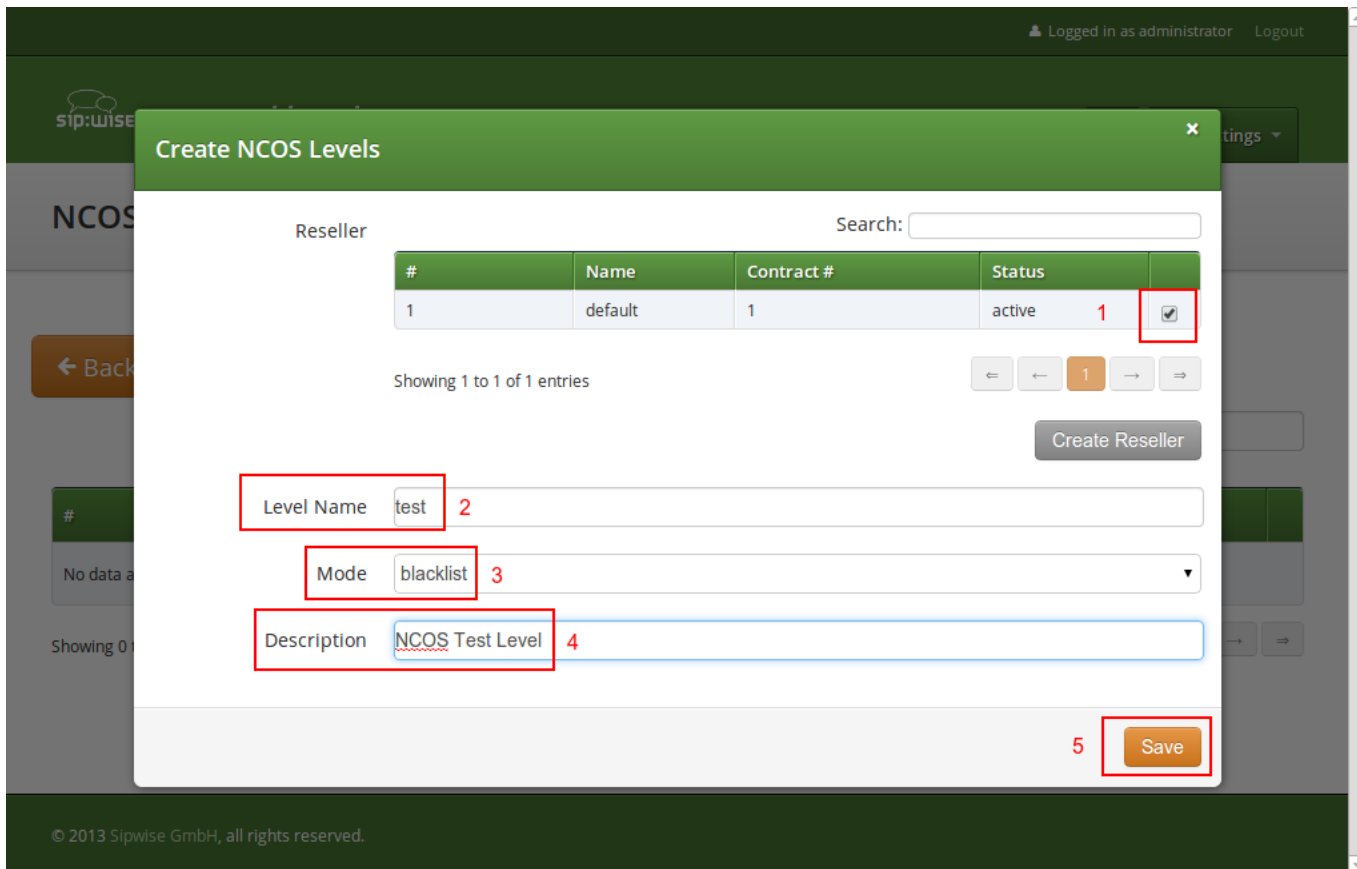 Logged in as administrator Logout
sip:wise
tings
Create NCOS Levels ×
NCOS
Reseller
Search:
# Name Contract # Status
1 default 1 active 1
← Back
Showing 1 to 1 of 1 entries
⇐ ← 1 → ⇒
Create Reseller
Level Name test 2
#
Mode blacklist 3
No data a
Description NCOS Test Level 4
Showing 0 t
→ ⇒
5 Save
© 2013 Sipwise GmbH, all rights reserved.